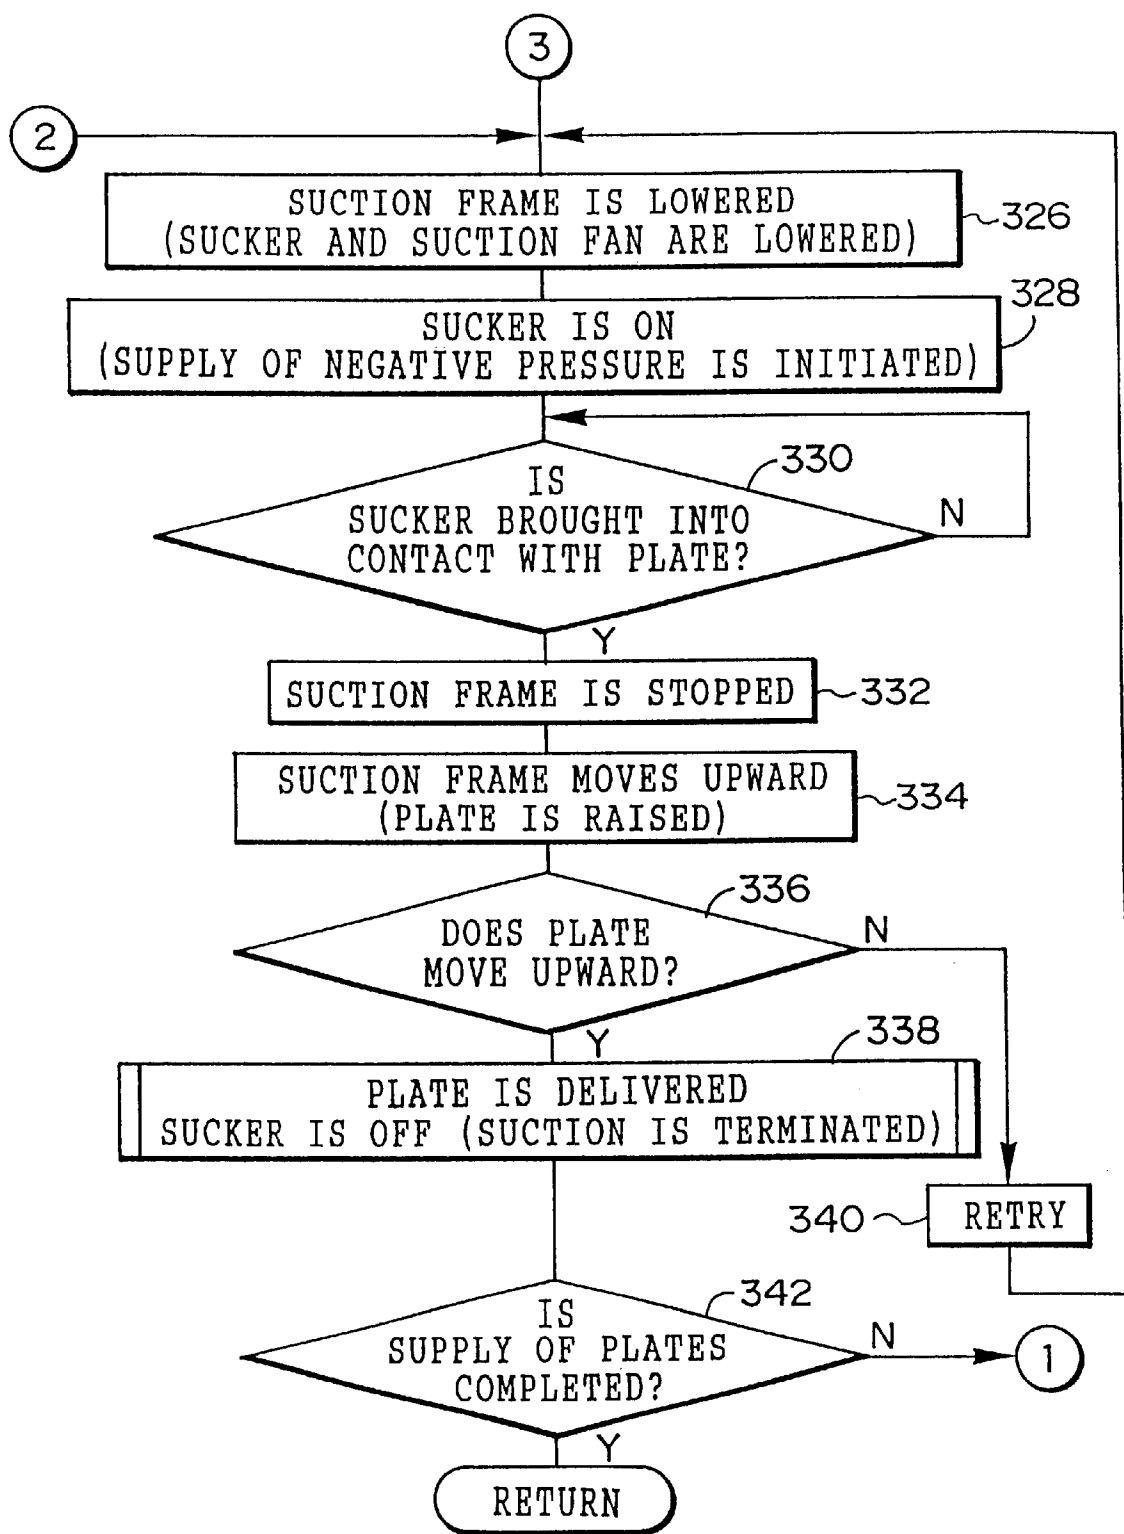 3
2
SUCTION FRAME IS LOWERED
(SUCKER AND SUCTION FAN ARE LOWERED)
326
328
SUCKER IS ON
(SUPPLY OF NEGATIVE PRESSURE IS INITIATED)
330
IS
SUCKER BROUGHT INTO
CONTACT WITH PLATE?
N
Y
SUCTION FRAME IS STOPPED
332
SUCTION FRAME MOVES UPWARD
(PLATE IS RAISED)
334
336
DOES PLATE
MOVE UPWARD?
N
Y
338
PLATE IS DELIVERED
SUCKER IS OFF (SUCTION IS TERMINATED)
340
RETRY
342
IS
SUPPLY OF PLATES
COMPLETED?
N
1
Y
RETURN